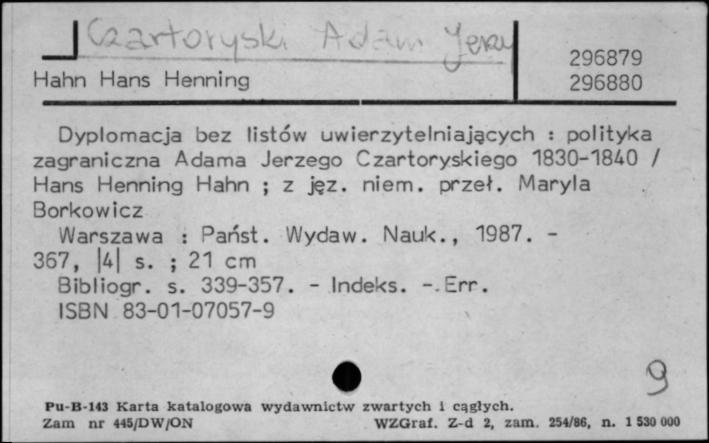 Czartoryski Adam Jerzy
296879
Hahn Hans Henning
296880
Dyplomacja bez listów uwierzytelniających : polityka
zagraniczna Adama Jerzego Czartoryskiego 1830-1840 /
Hans Henning Hahn ; z jęz. niem. przeł. Maryla
Borkowicz
Warszawa : Państ. Wydaw. Nauk., 1987. -
367, |4| s. ; 21 cm
Bibliogr. s. 339-357. - Indeks. - Err.
ISBN 83-01-07057-9
9
Pu-B-143 Karta katalogowa wydawnictw zwartych i cągłych.
Zam nr 445/DW/ON WZGraf. Z-d 2, zam. 254/86, n. 1 530 000